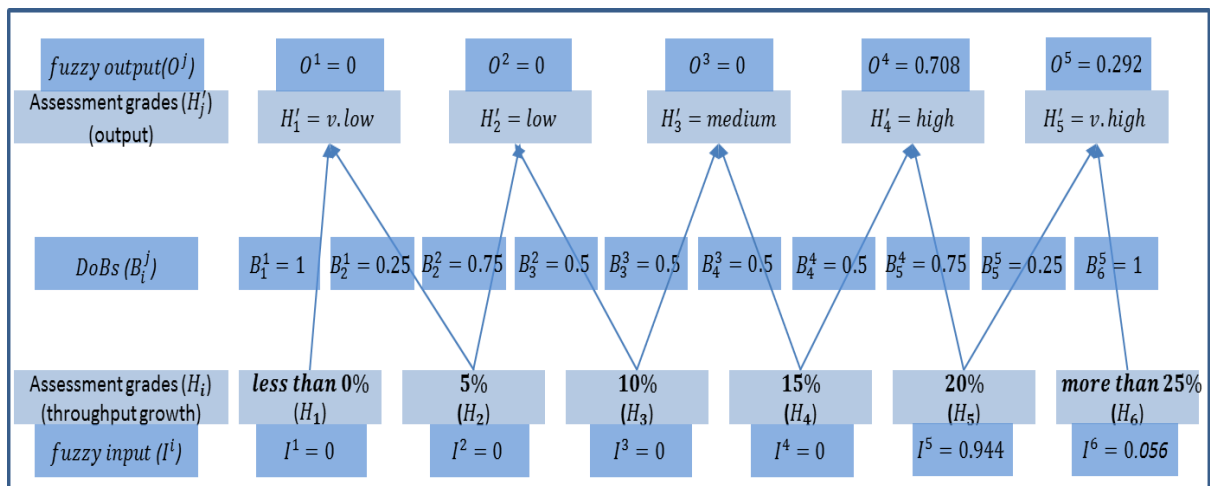 fuzzy output(O^j) O^1 = 0 O^2 = 0 O^3 = 0 O^4 = 0.708 O^5 = 0.292
Assessment grades (H'_j)
(output) H'_1 = v.low H'_2 = low H'_3 = medium H'_4 = high H'_5 = v.high
DoBs (B_i^j) B_1^1 = 1 B_2^1 = 0.25 B_2^2 = 0.75 B_3^2 = 0.5 B_3^3 = 0.5 B_4^3 = 0.5 B_4^4 = 0.5 B_5^4 = 0.75 B_5^5 = 0.25 B_6^5 = 1
Assessment grades (H_i) less than 0% 5% 10% 15% 20% more than 25%
(throughput growth) (H_1) (H_2) (H_3) (H_4) (H_5) (H_6)
fuzzy input (I^i) I^1 = 0 I^2 = 0 I^3 = 0 I^4 = 0 I^5 = 0.944 I^6 = 0.056